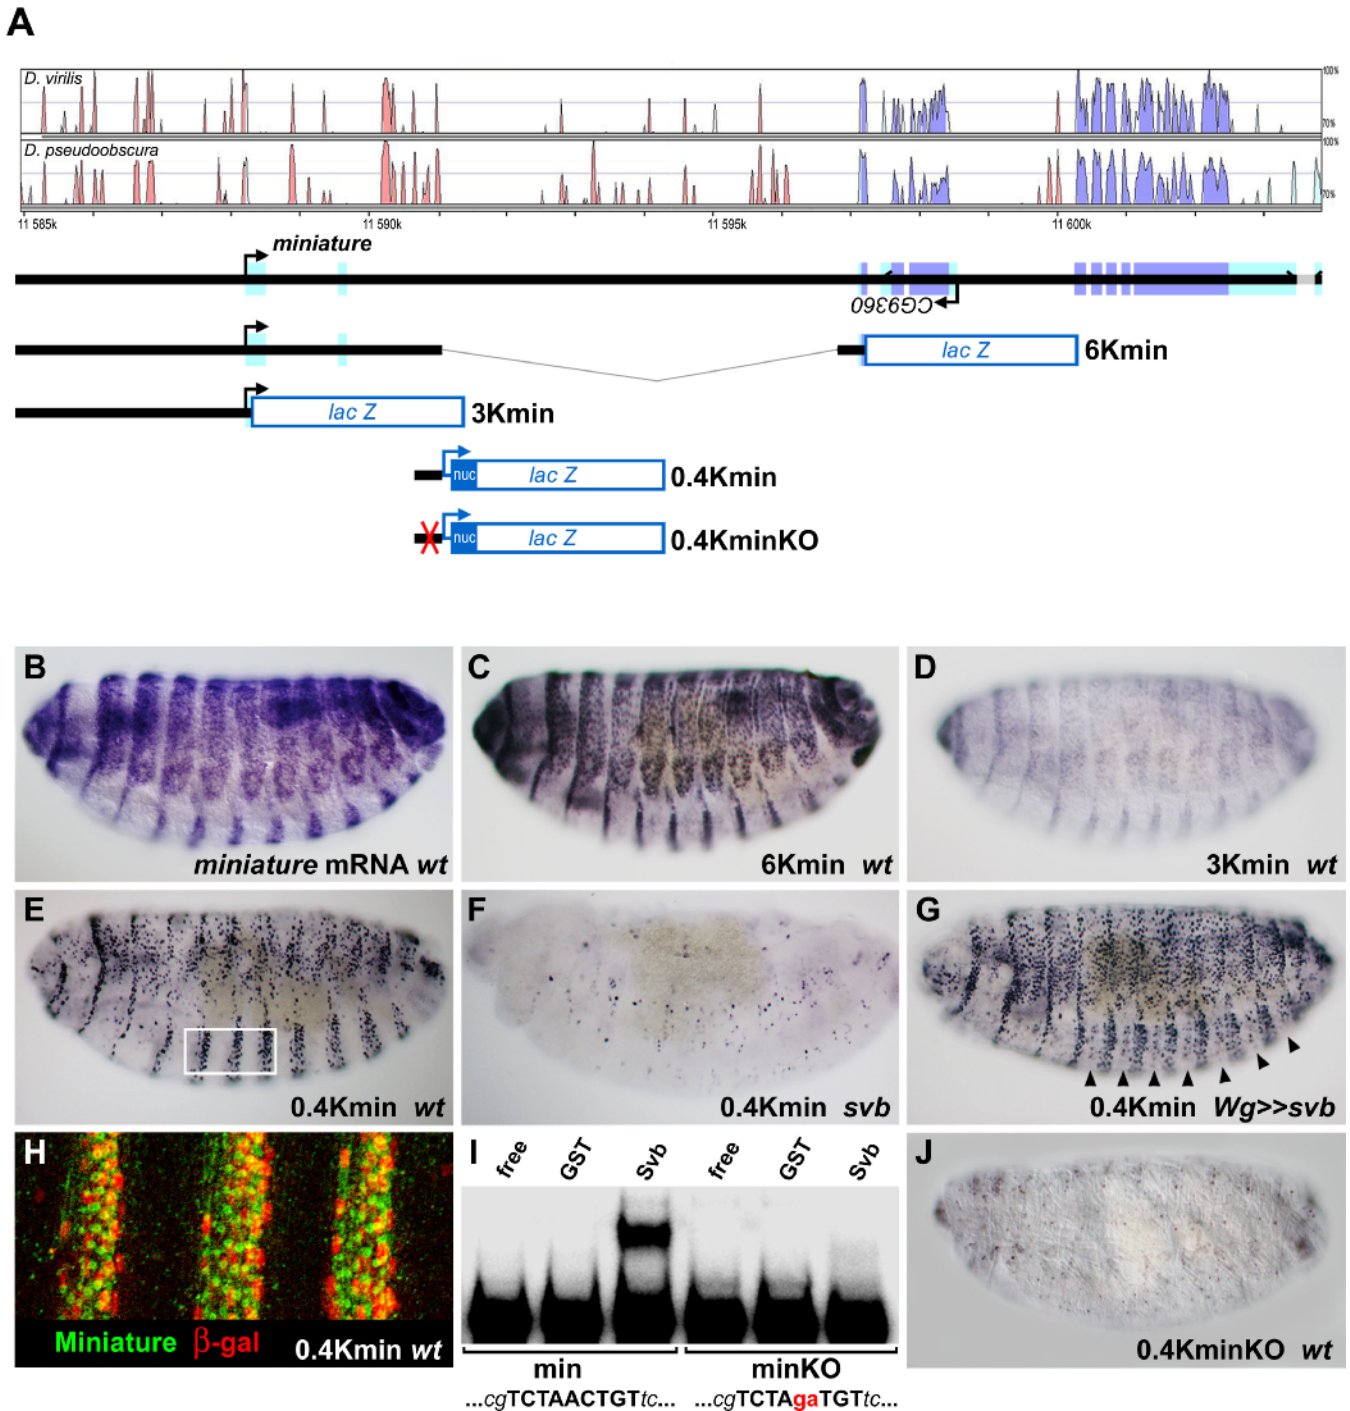 A
D. virilis
100%
70%
D. pseudoobscura
100%
70%
11 585k
11 590k
11 595k
11 600k
miniature
CG9360
lac Z
6Kmin
lac Z
3Kmin
nuc
lac Z
0.4Kmin
nuc
lac Z
0.4KminKO
B
miniature mRNA wt
C
6Kmin wt
D
3Kmin wt
E
0.4Kmin wt
F
0.4Kmin svb
G
0.4Kmin Wg>>svb
H
Miniature β-gal 0.4Kmin wt
I
free GST Svb free GST Svb
min minKO
...cgTCTAACTGTtc... ...cgTCTAgaTGTtc...
J
0.4KminKO wt